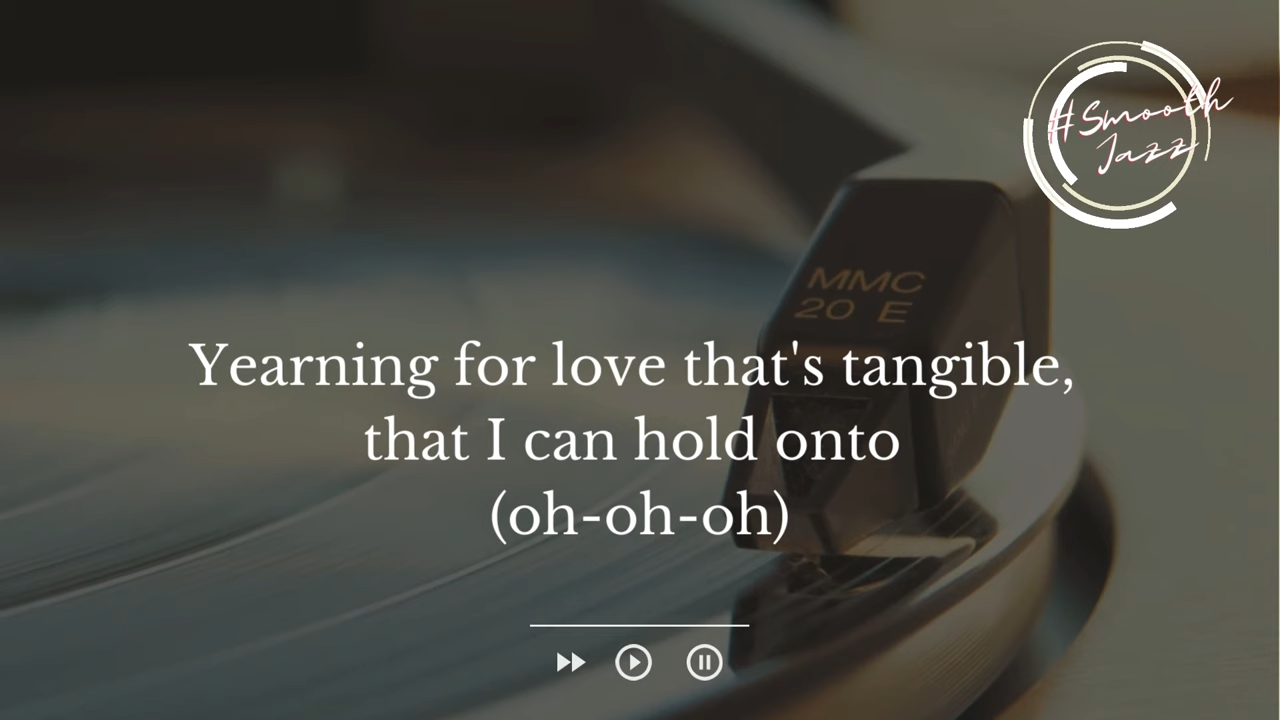 #Smooth
Jazz
MMC
20 E
Yearning for love that's tangible,
that I can hold onto
(oh-oh-oh)